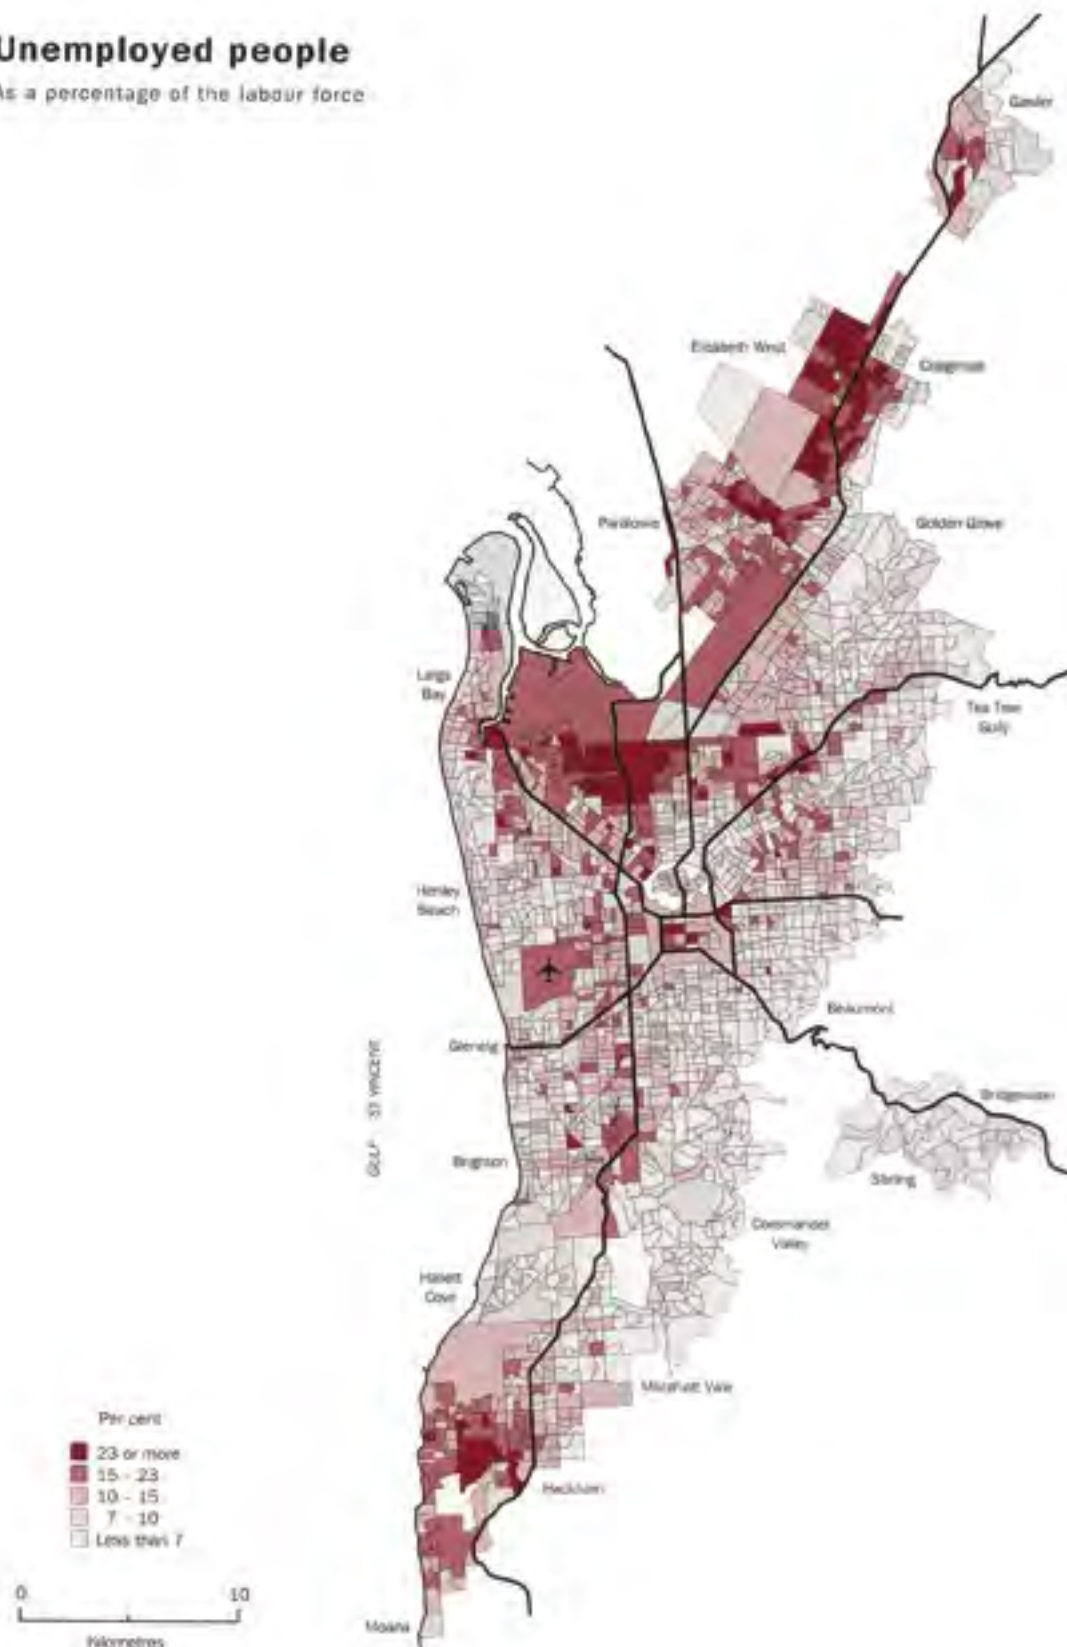 Unemployed people
As a percentage of the labour force
Gawler
Elizabeth West
Craigmore
Paralowie
Golden Grove
Largs
Bay
Tea Tree
Gully
Henley
Beach
Beaumont
Glenelg
GULF ST VINCENT
Bridgewater
Brighton
Stirling
Coromandel
Valley
Hallett
Cove
Morphett Vale
Per cent
23 or more
15 - 23
10 - 15
7 - 10
Less than 7
Hackham
0 10
Kilometres
Moana